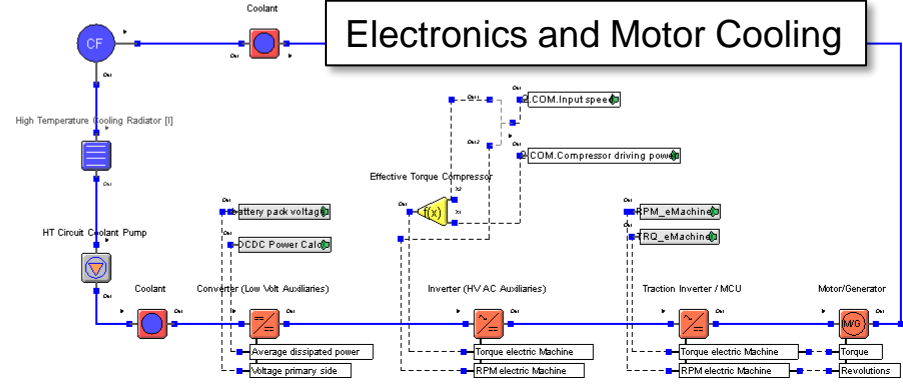 Coolant
Electronics and Motor Cooling
CF
High Temperature Cooling Radiator [I]
2.COM.Input speed
2.COM.Compressor driving power
Effective Torque Compressor
f(x)
battery pack voltage
RPM_eMachine
DCDC Power Calc
TRQ_eMachine
HT Circuit Coolant Pump
Coolant
Converter (Low Volt Auxiliaries)
Inverter (HV AC Auxiliaries)
Traction Inverter / MCU
Motor/Generator
M/G
Average dissipated power
Torque electric Machine
Torque electric Machine
Torque
Voltage primary side
RPM electric Machine
RPM electric Machine
Revolutions